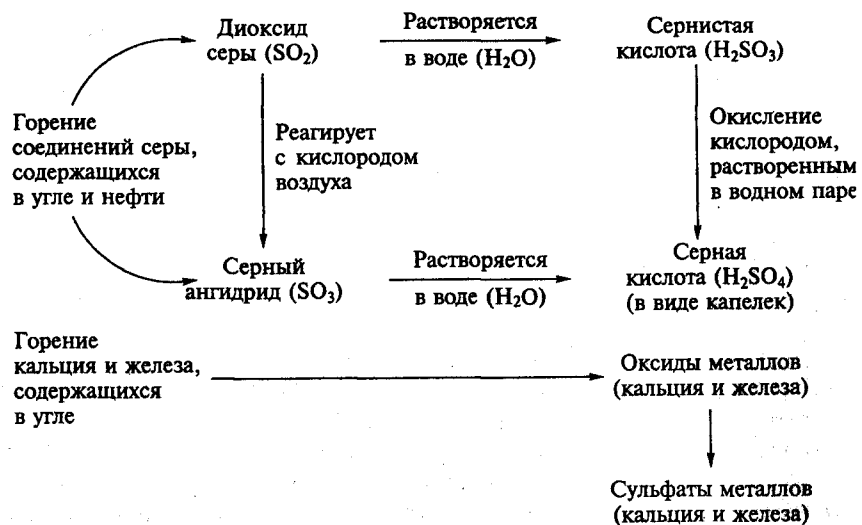 Диоксид
серы (SO₂)
Растворяется
в воде (H₂O)
Сернистая
кислота (H₂SO₃)
Горение
соединений серы,
содержащихся
в угле и нефти
Реагирует
с кислородом
воздуха
Окисление
кислородом,
растворенным
в водном паре
Серный
ангидрид (SO₃)
Растворяется
в воде (H₂O)
Серная
кислота (H₂SO₄)
(в виде капелек)
Горение
кальция и железа,
содержащихся
в угле
Оксиды металлов
(кальция и железа)
Сульфаты металлов
(кальция и железа)